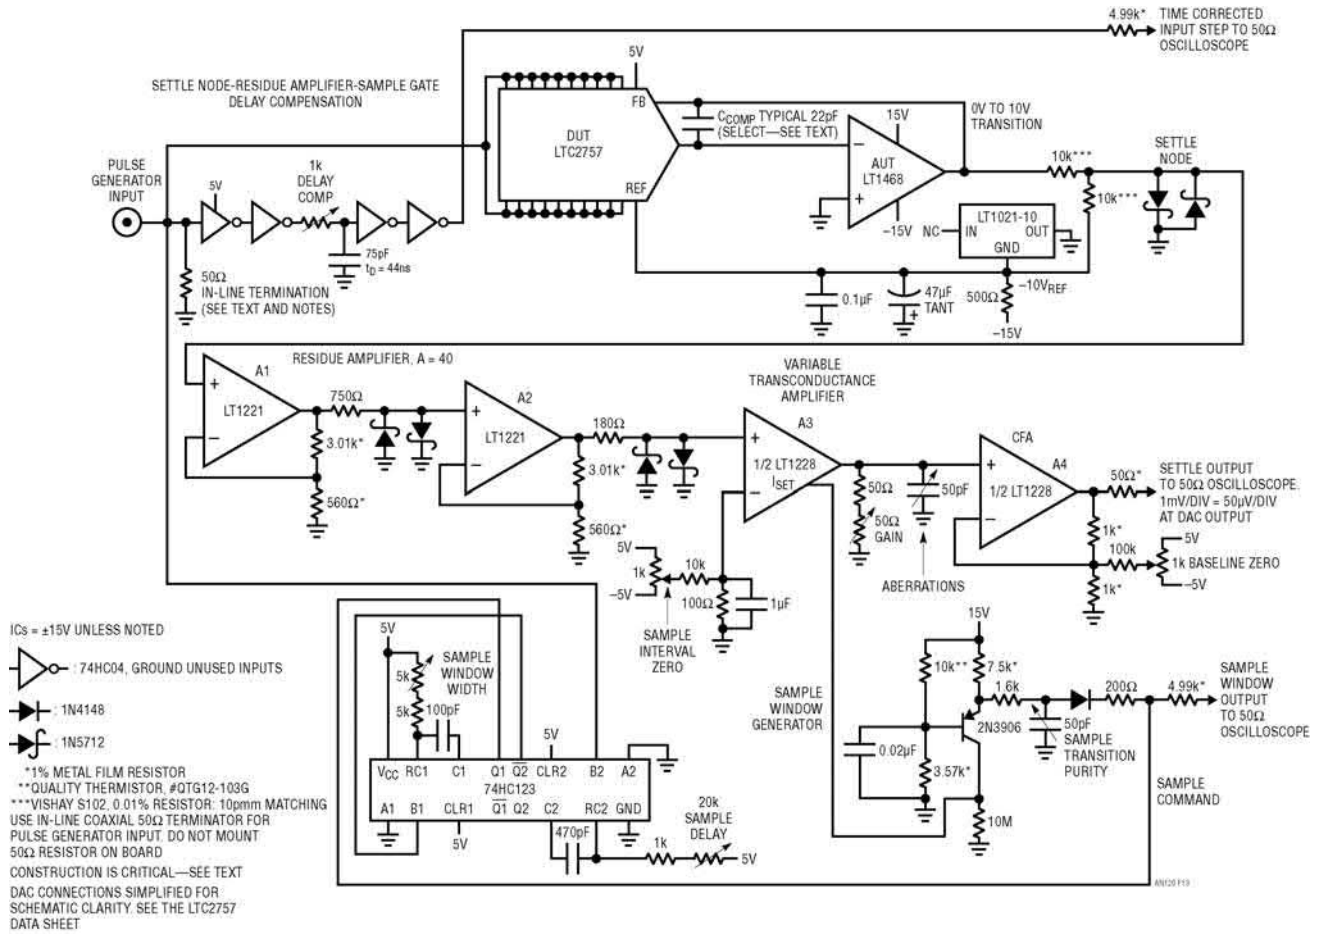 4.99k*
TIME CORRECTED
INPUT STEP TO 50Ω
OSCILLOSCOPE
SETTLE NODE-RESIDUE AMPLIFIER-SAMPLE GATE
DELAY COMPENSATION
5V
FB
DUT
LTC2757
REF
CCOMP TYPICAL 22pF
(SELECT—SEE TEXT)
0V TO 10V
TRANSITION
15V
AUT
LT1468
–15V
10k***
10k***
SETTLE
NODE
PULSE
GENERATOR
INPUT
5V
1k
DELAY
COMP
75pF
tD = 44ns
50Ω
IN-LINE TERMINATION
(SEE TEXT AND NOTES)
LT1021-10
NC
IN
OUT
GND
–10VREF
0.1µF
47µF
TANT
+
500Ω
–15V
RESIDUE AMPLIFIER, A = 40
A1
LT1221
750Ω
3.01k*
560Ω*
A2
LT1221
180Ω
3.01k*
560Ω*
VARIABLE
TRANSCONDUCTANCE
AMPLIFIER
A3
1/2 LT1228
ISET
50Ω
50Ω
GAIN
50pF
ABERRATIONS
CFA
A4
1/2 LT1228
50Ω*
SETTLE OUTPUT
TO 50Ω OSCILLOSCOPE.
1mV/DIV = 50µV/DIV
AT DAC OUTPUT
1k*
100k
5V
1k BASELINE ZERO
–5V
1k*
5V
1k
–5V
10k
100Ω
1µF
SAMPLE
INTERVAL
ZERO
ICs = ±15V UNLESS NOTED
: 74HC04, GROUND UNUSED INPUTS
: 1N4148
: 1N5712
*1% METAL FILM RESISTOR
**QUALITY THERMISTOR, #QTG12-103G
***VISHAY S102, 0.01% RESISTOR: 10pmm MATCHING
USE IN-LINE COAXIAL 50Ω TERMINATOR FOR
PULSE GENERATOR INPUT. DO NOT MOUNT
50Ω RESISTOR ON BOARD
CONSTRUCTION IS CRITICAL—SEE TEXT
DAC CONNECTIONS SIMPLIFIED FOR
SCHEMATIC CLARITY. SEE THE LTC2757
DATA SHEET
5V
5k
5k
SAMPLE
WINDOW
WIDTH
100pF
5V
VCC RC1 C1 Q1 Q2 CLR2 B2 A2
74HC123
A1 B1 CLR1 Q1 Q2 C2 RC2 GND
5V
470pF
1k
20k
SAMPLE
DELAY
5V
SAMPLE
WINDOW
GENERATOR
15V
10k**
7.5k*
1.6k
2N3906
0.02µF
3.57k*
10M
50pF
SAMPLE
TRANSITION
PURITY
200Ω
4.99k*
SAMPLE
WINDOW
OUTPUT
TO 50Ω
OSCILLOSCOPE
SAMPLE
COMMAND
AN120 F13